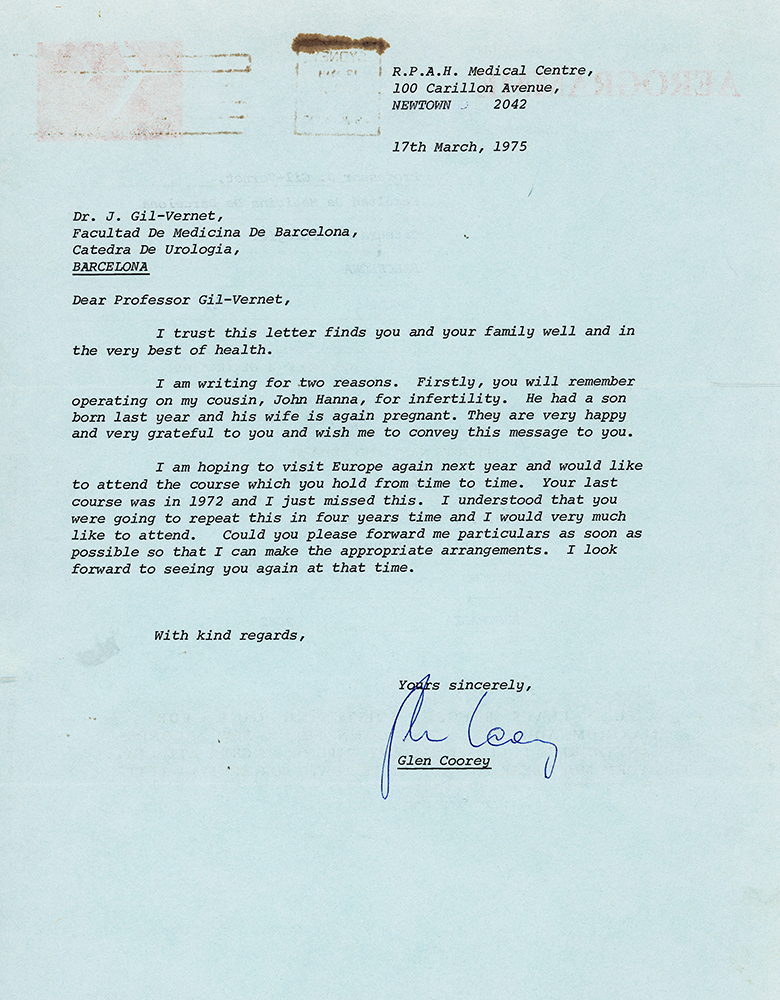 R.P.A.H. Medical Centre,
100 Carillon Avenue,
NEWTOWN 2042
17th March, 1975
Dr. J. Gil-Vernet,
Facultad De Medicina De Barcelona,
Catedra De Urologia,
BARCELONA
Dear Professor Gil-Vernet,
I trust this letter finds you and your family well and in
the very best of health.
I am writing for two reasons. Firstly, you will remember
operating on my cousin, John Hanna, for infertility. He had a son
born last year and his wife is again pregnant. They are very happy
and very grateful to you and wish me to convey this message to you.
I am hoping to visit Europe again next year and would like
to attend the course which you hold from time to time. Your last
course was in 1972 and I just missed this. I understood that you
were going to repeat this in four years time and I would very much
like to attend. Could you please forward me particulars as soon as
possible so that I can make the appropriate arrangements. I look
forward to seeing you again at that time.
With kind regards,
Yours sincerely,
Glen Coorey
Glen Coorey